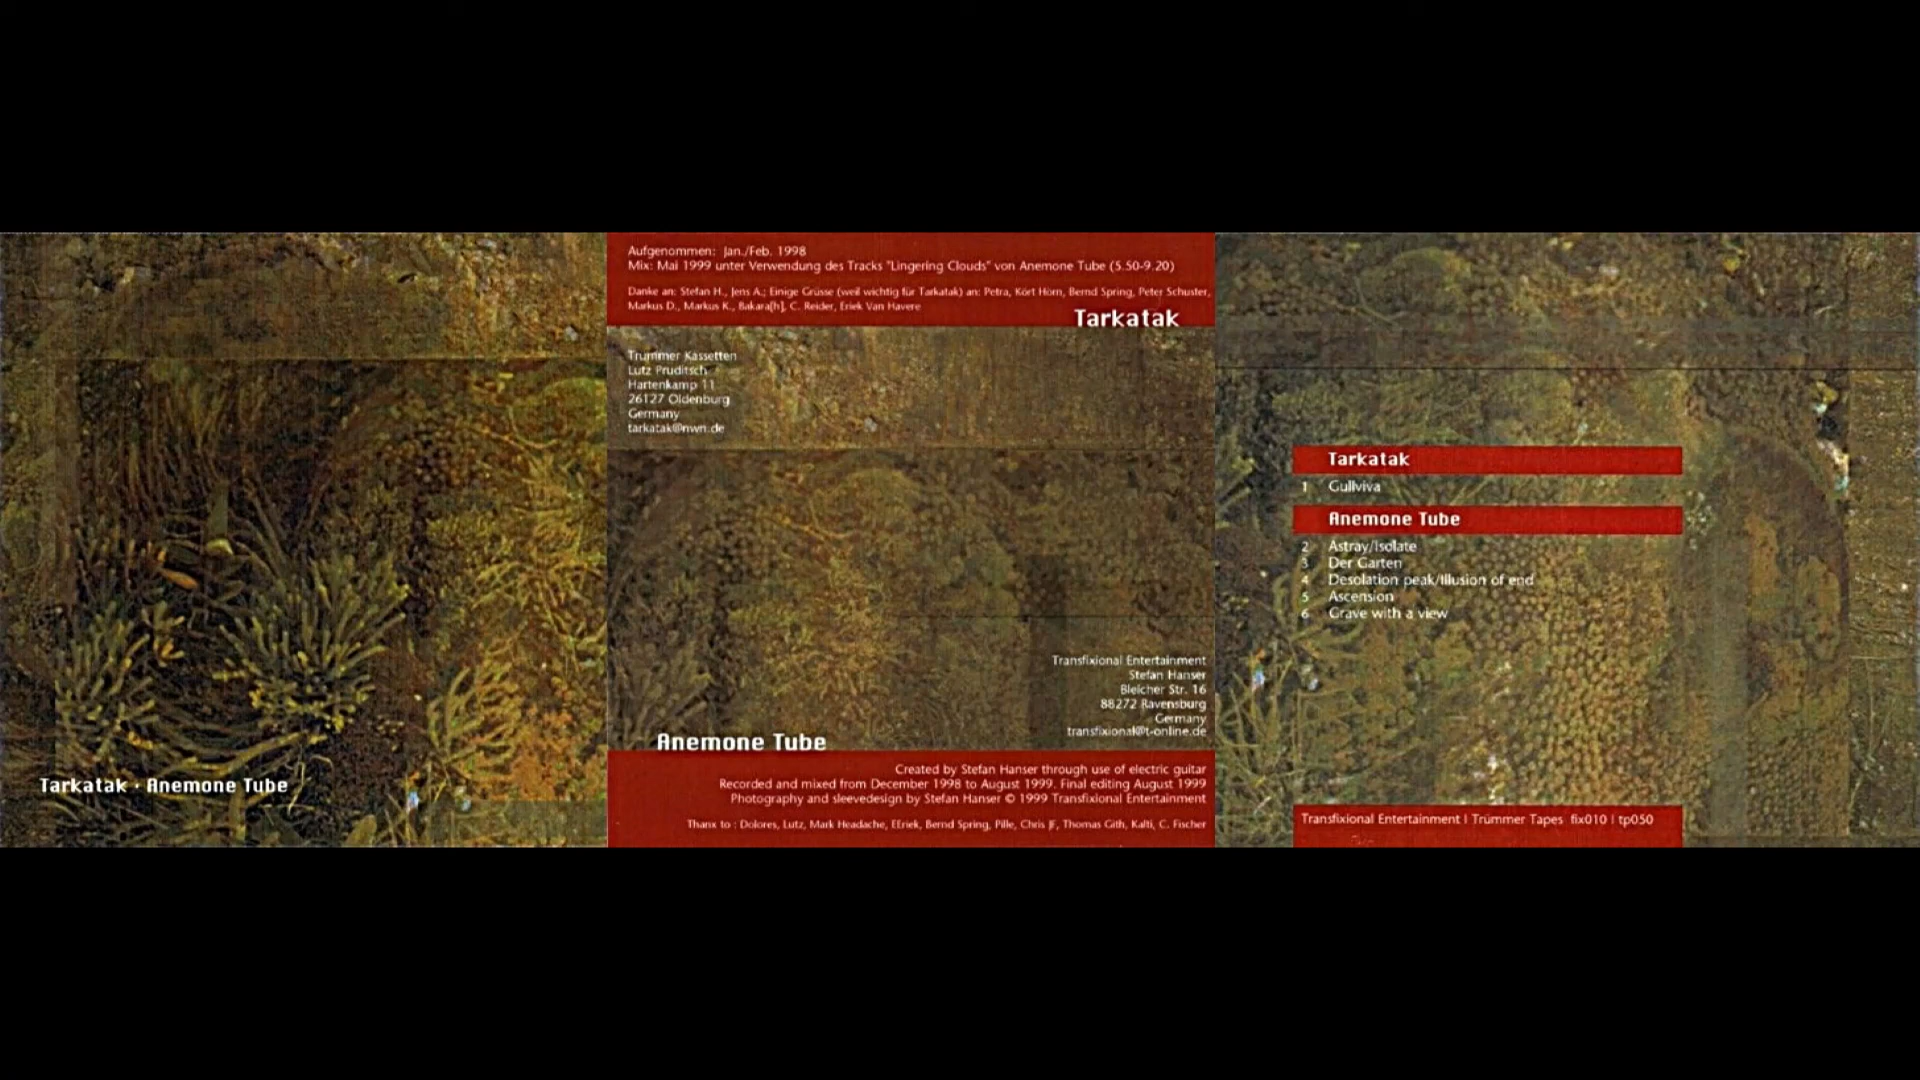 Tarkatak · Anemone Tube
Aufgenommen: Jan./Feb. 1998
Mix: Mai 1999 unter Verwendung des Tracks "Lingering Clouds" von Anemone Tube (5.50-9.20)
Danke an: Stefan H., Jens A.; Einige Grüsse (weil wichtig für Tarkatak) an: Petra, Kört Hörn, Bernd Spring, Peter Schuster,
Markus D., Markus K., Bakara[h], C. Reider, Eriek Van Havere
Tarkatak
Trummer Kassetten
Lutz Pruditsch
Hartenkamp 11
26127 Oldenburg
Germany
tarkatak@nwn.de
Transfixional Entertainment
Stefan Hanser
Bleicher Str. 16
88272 Ravensburg
Germany
transfixional@t-online.de
Anemone Tube
Created by Stefan Hanser through use of electric guitar
Recorded and mixed from December 1998 to August 1999. Final editing August 1999
Photography and sleevedesign by Stefan Hanser © 1999 Transfixional Entertainment
Thanx to : Dolores, Lutz, Mark Headache, EEriek, Bernd Spring, Pille, Chris JF, Thomas Gith, Kalti, C. Fischer
Tarkatak
1 Gullviva
Anemone Tube
2 Astray/Isolate
3 Der Garten
4 Desolation peak/Illusion of end
5 Ascension
6 Grave with a view
Transfixional Entertainment | Trümmer Tapes fix010 | tp050